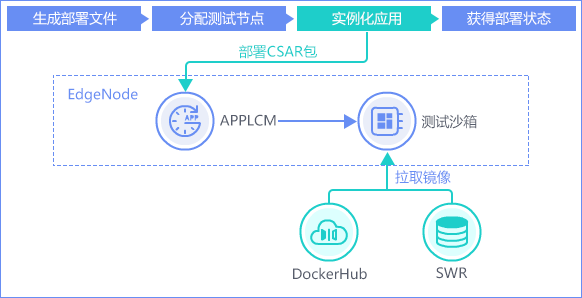 生成部署文件
分配测试节点
实例化应用
获得部署状态
部署CSAR包
EdgeNode
APP
APPLCM
测试沙箱
拉取镜像
DockerHub
SWR